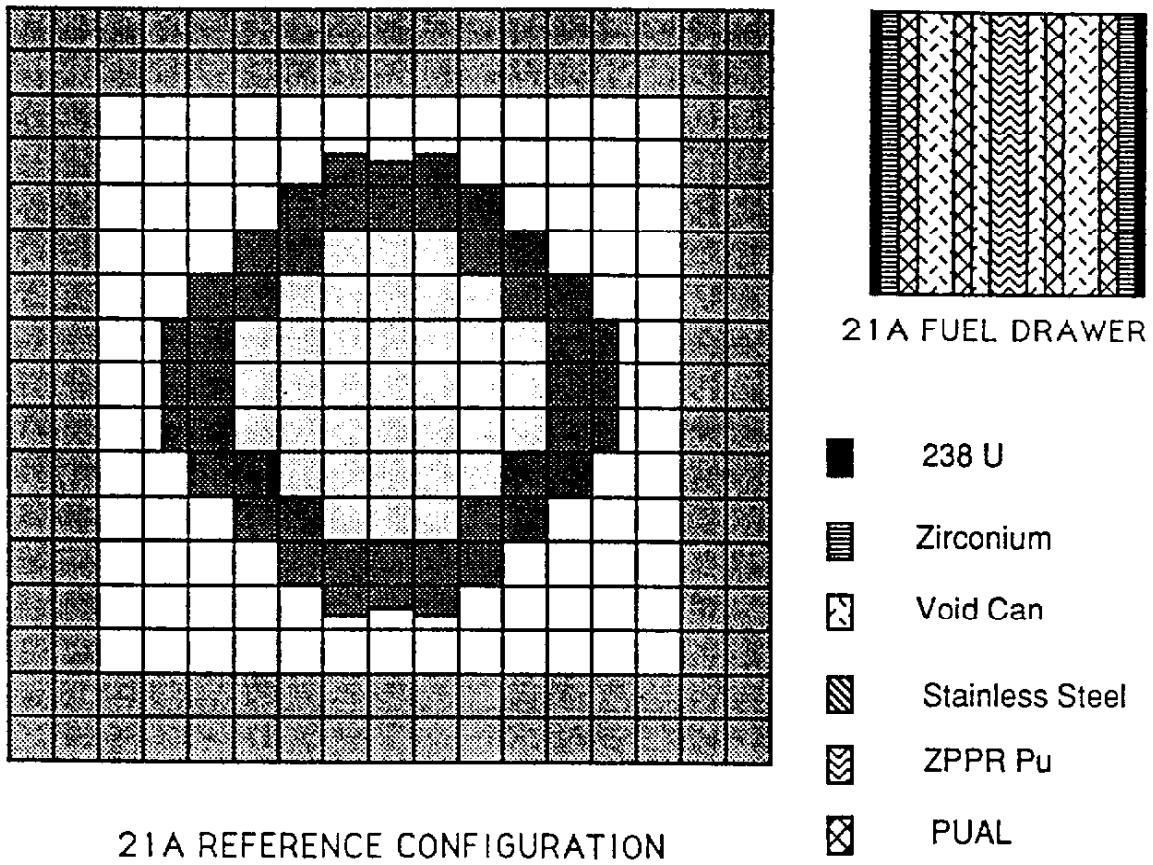 21A FUEL DRAWER
238 U
Zirconium
Void Can
Stainless Steel
ZPPR Pu
PUAL
21A REFERENCE CONFIGURATION